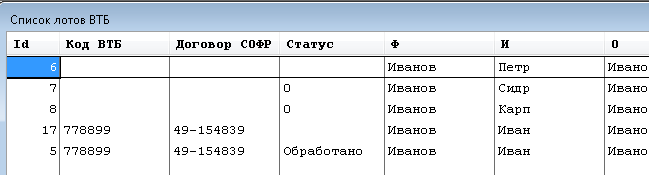 Список лотов ВТБ
Id Код ВТБ Договор СОФР Статус Ф И О
6 Иванов Петр Ивано
7 0 Иванов Сидр Ивано
8 0 Иванов Карп Ивано
17 778899 49-154839 Иванов Иван Ивано
5 778899 49-154839 Обработано Иванов Иван Ивано